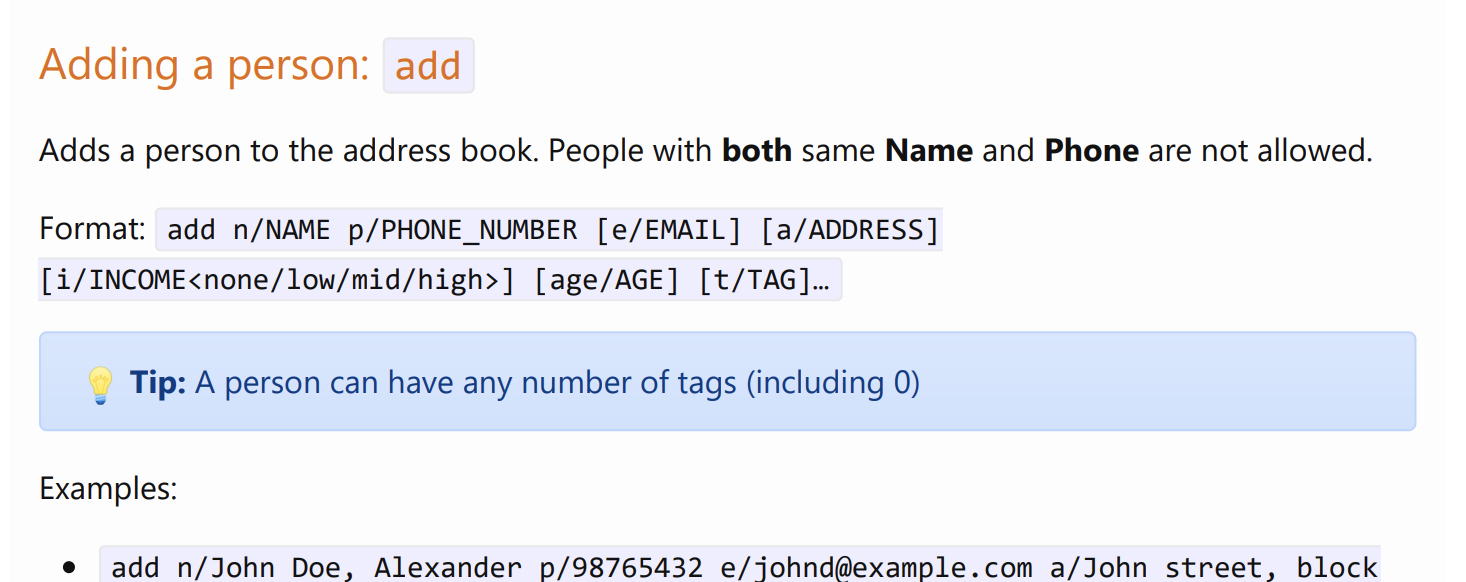 Adding a person: add
Adds a person to the address book. People with both same Name and Phone are not allowed.
Format: add n/NAME p/PHONE_NUMBER [e/EMAIL] [a/ADDRESS]
[i/INCOME<none/low/mid/high>] [age/AGE] [t/TAG]…
Tip: A person can have any number of tags (including 0)
Examples:
add n/John Doe, Alexander p/98765432 e/johnd@example.com a/John street, block